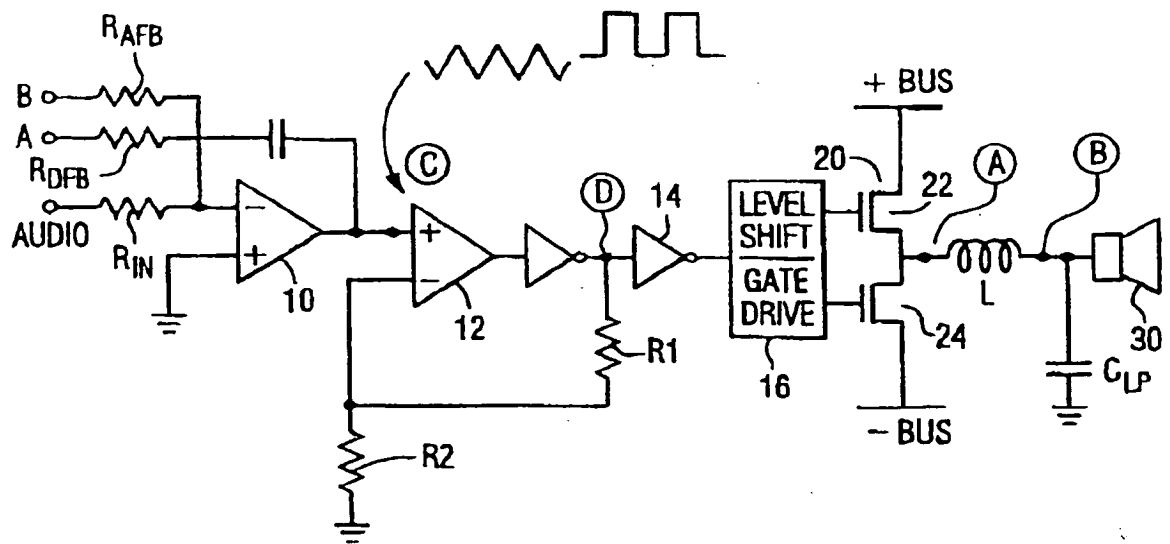 R_AFB
B
A
R_DFB
AUDIO
R_IN
−
+
10
C
+
−
12
D
14
R1
R2
LEVEL
SHIFT
GATE
DRIVE
16
+ BUS
20
22
24
− BUS
A
L
B
30
C_LP